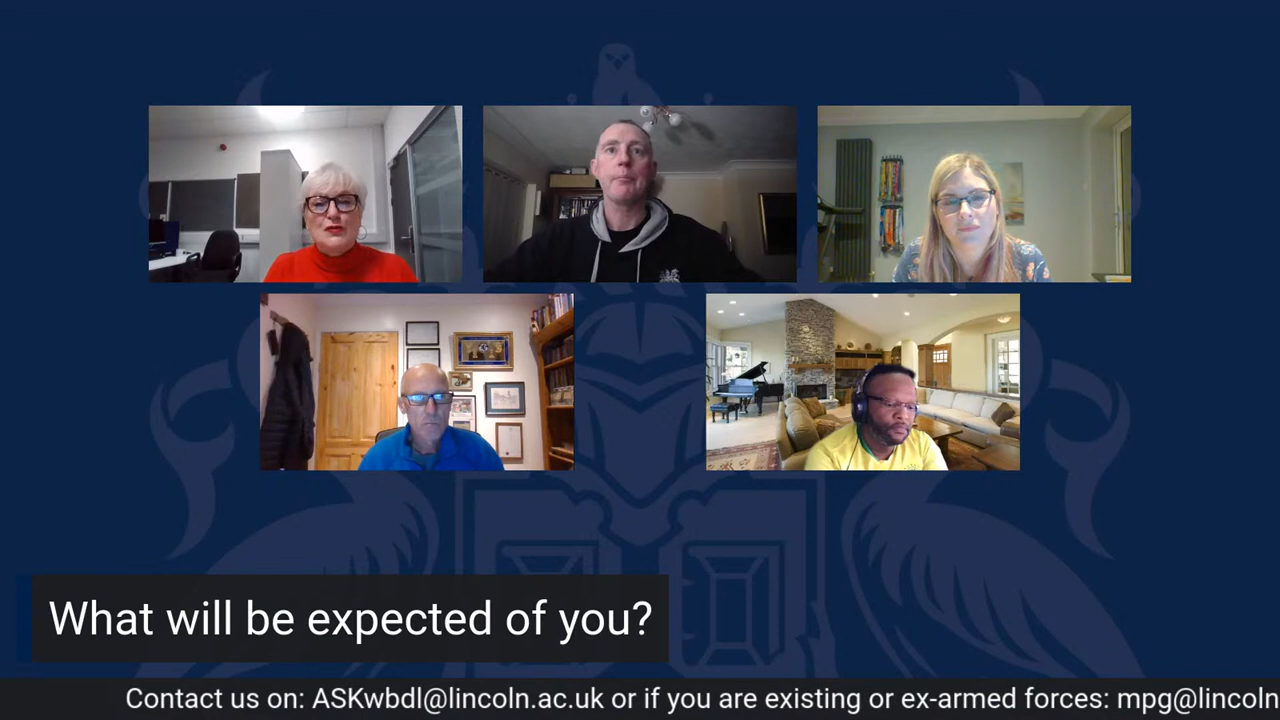 What will be expected of you?
Contact us on: ASKwbdl@lincoln.ac.uk or if you are existing or ex-armed forces: mpg@lincoln